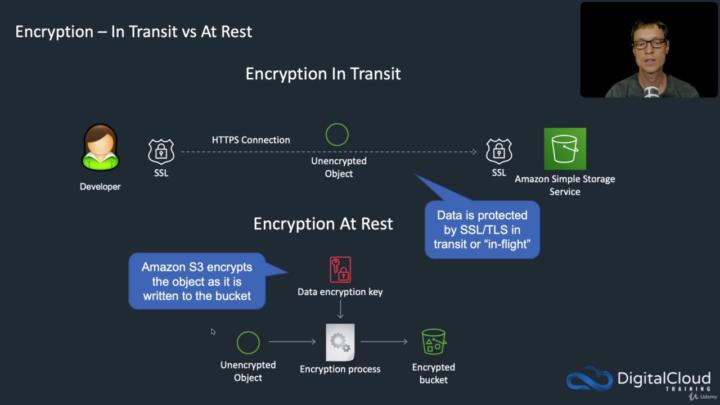 Encryption – In Transit vs At Rest
Encryption In Transit
HTTPS Connection
SSL
Unencrypted
Object
SSL
Developer
Amazon Simple Storage
Service
Data is protected
by SSL/TLS in
transit or “in-flight”
Encryption At Rest
Amazon S3 encrypts
the object as it is
written to the bucket
Data encryption key
Unencrypted
Object
Encryption process
Encrypted
bucket
DigitalCloud
TRAINING
Udemy